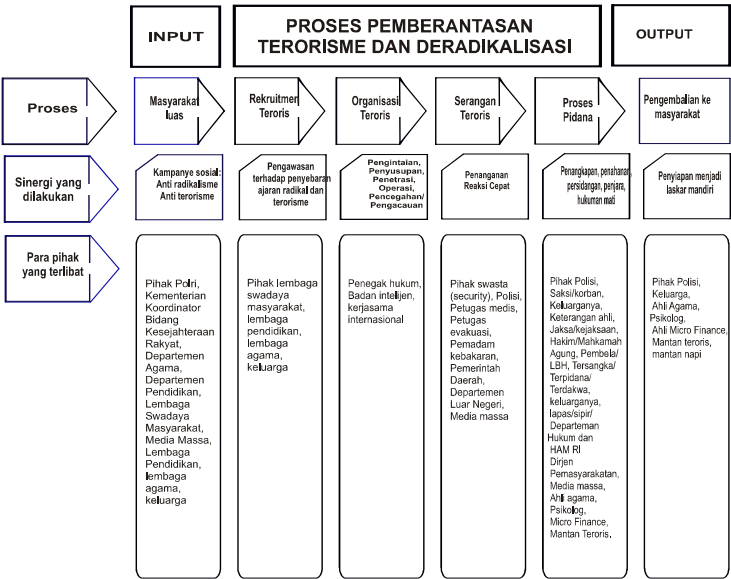 INPUT
PROSES PEMBERANTASAN
TERORISME DAN DERADIKALISASI
OUTPUT
Proses
Masyarakat
luas
Rekruitmen
Teroris
Organisasi
Teroris
Serangan
Teroris
Proses
Pidana
Pengembalian ke
masyarakat
Sinergi yang
dilakukan
Kampanye sosial:
Anti radikalisme
Anti terorisme
Pengawasan
terhadap penyebaran
ajaran radikal dan
terorisme
Pengintaian,
Penyusupan,
Penetrasi,
Operasi,
Pencegahan/
Pengacauan
Penanganan
Reaksi Cepat
Penangkapan, penahanan,
persidangan, penjara,
hukuman mati
Penyiapan menjadi
laskar mandiri
Para pihak
yang terlibat
Pihak Polri,
Kementerian
Koordinator
Bidang
Kesejahteraan
Rakyat,
Departemen
Agama,
Departemen
Pendidikan,
Lembaga
Swadaya
Masyarakat,
Media Massa,
Lembaga
Pendidikan,
lembaga
agama,
keluarga
Pihak lembaga
swadaya
masyarakat,
lembaga
pendidikan,
lembaga
agama,
keluarga
Penegak hukum,
Badan intelijen,
kerjasama
internasional
Pihak swasta
(security), Polisi,
Petugas medis,
Petugas
evakuasi,
Pemadam
kebakaran,
Pemerintah
Daerah,
Departemen
Luar Negeri,
Media massa
Pihak Polisi,
Saksi/korban,
Keluarganya,
Keterangan ahli,
Jaksa/kejaksaan,
Hakim/Mahkamah
Agung, Pembela/
LBH, Tersangka/
Terpidana/
Terdakwa,
keluarganya,
lapas/sipir/
Departeman
Hukum dan
HAM RI
Dirjen
Pemasyarakatan,
Media massa,
Ahli agama,
Psikolog,
Micro Finance,
Mantan Teroris,
Pihak Polisi,
Keluarga,
Ahli Agama,
Psikolog,
Ahli Micro Finance,
Mantan teroris,
mantan napi